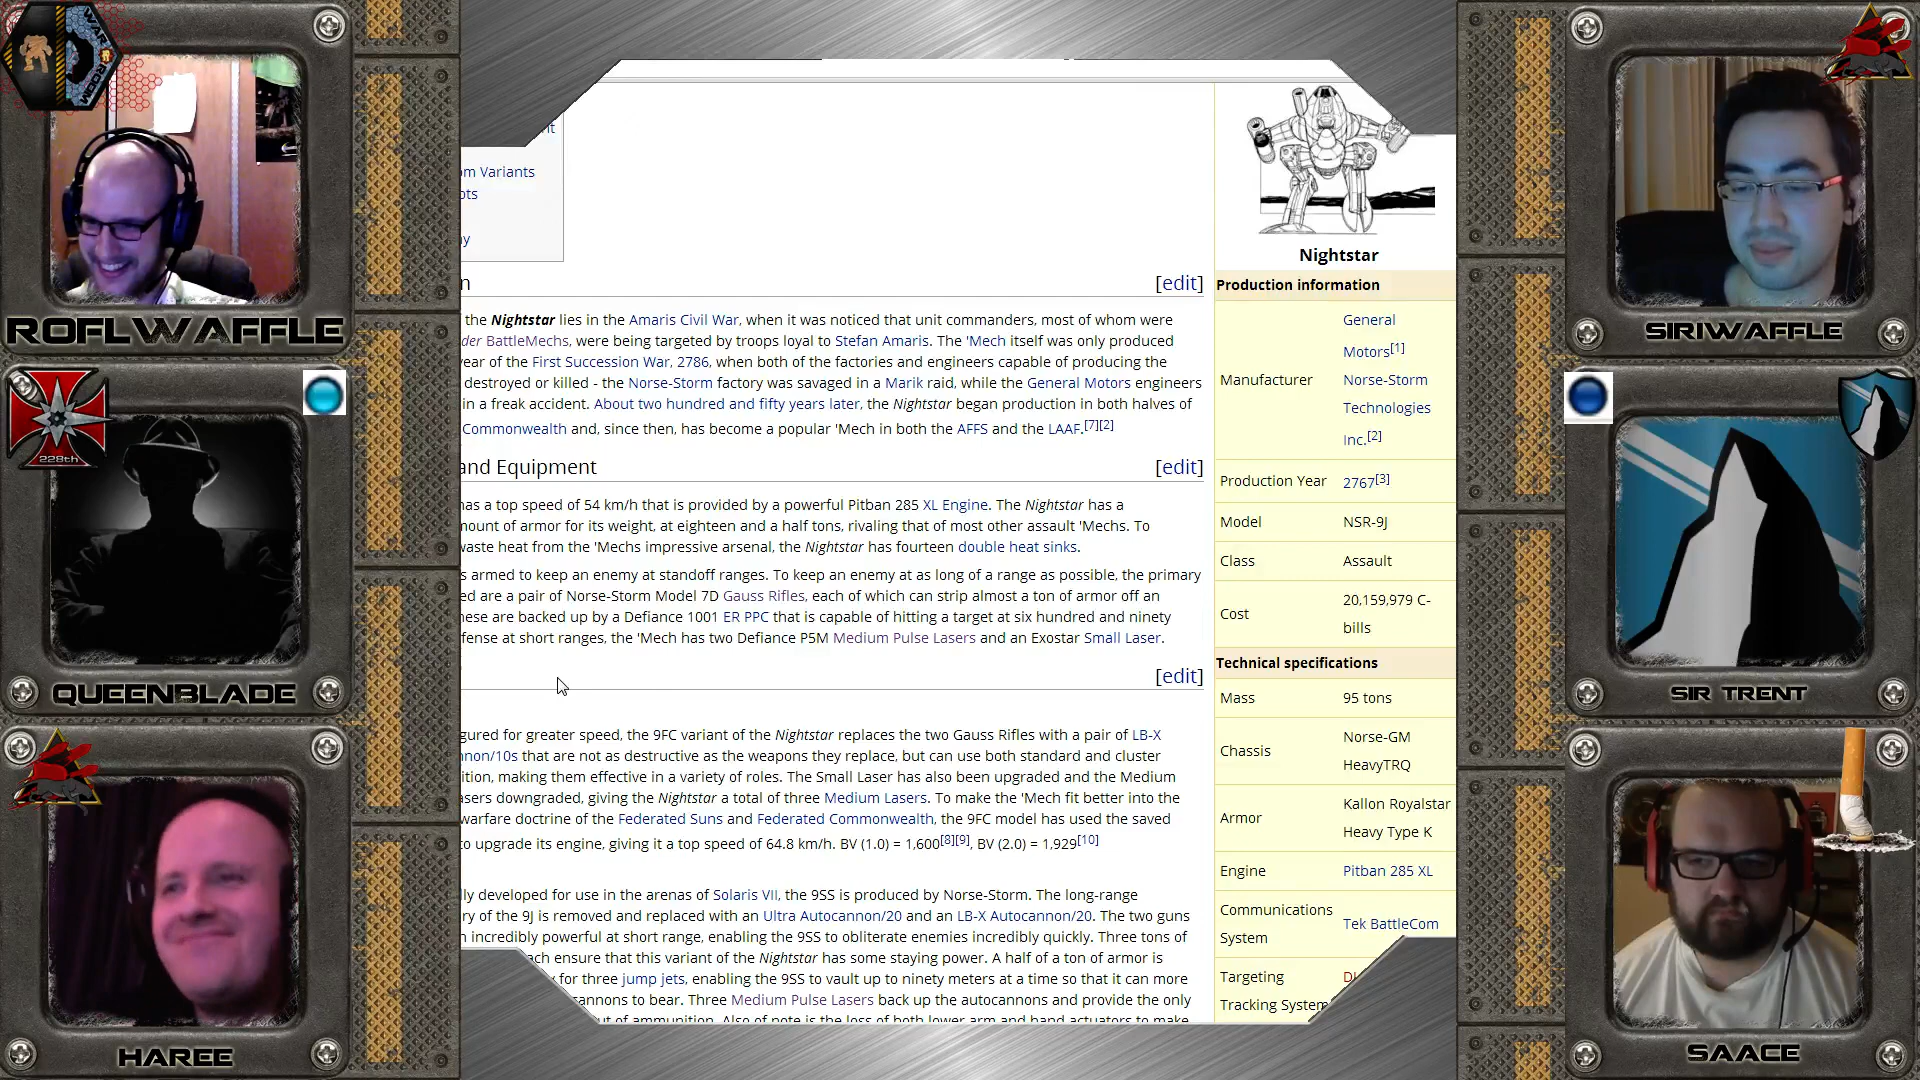 WAR ROOM
ROFLWAFFLE
228th
QUEENBLADE
HAREE
om Variants
[edit]
the Nightstar lies in the Amaris Civil War, when it was noticed that unit commanders, most of whom were
der BattleMechs, were being targeted by troops loyal to Stefan Amaris. The 'Mech itself was only produced
year of the First Succession War, 2786, when both of the factories and engineers capable of producing the
destroyed or killed - the Norse-Storm factory was savaged in a Marik raid, while the General Motors engineers
in a freak accident. About two hundred and fifty years later, the Nightstar began production in both halves of
Commonwealth and, since then, has become a popular 'Mech in both the AFFS and the LAAF.[7][2]
and Equipment [edit]
has a top speed of 54 km/h that is provided by a powerful Pitban 285 XL Engine. The Nightstar has a
mount of armor for its weight, at eighteen and a half tons, rivaling that of most other assault 'Mechs. To
waste heat from the 'Mechs impressive arsenal, the Nightstar has fourteen double heat sinks.
s armed to keep an enemy at standoff ranges. To keep an enemy at as long of a range as possible, the primary
ed are a pair of Norse-Storm Model 7D Gauss Rifles, each of which can strip almost a ton of armor off an
hese are backed up by a Defiance 1001 ER PPC that is capable of hitting a target at six hundred and ninety
fense at short ranges, the 'Mech has two Defiance P5M Medium Pulse Lasers and an Exostar Small Laser.
[edit]
gured for greater speed, the 9FC variant of the Nightstar replaces the two Gauss Rifles with a pair of LB-X
nnon/10s that are not as destructive as the weapons they replace, but can use both standard and cluster
ition, making them effective in a variety of roles. The Small Laser has also been upgraded and the Medium
asers downgraded, giving the Nightstar a total of three Medium Lasers. To make the 'Mech fit better into the
warfare doctrine of the Federated Suns and Federated Commonwealth, the 9FC model has used the saved
to upgrade its engine, giving it a top speed of 64.8 km/h. BV (1.0) = 1,600[8][9], BV (2.0) = 1,929[10]
lly developed for use in the arenas of Solaris VII, the 9SS is produced by Norse-Storm. The long-range
ry of the 9J is removed and replaced with an Ultra Autocannon/20 and an LB-X Autocannon/20. The two guns
n incredibly powerful at short range, enabling the 9SS to obliterate enemies incredibly quickly. Three tons of
ach ensure that this variant of the Nightstar has some staying power. A half of a ton of armor is
for three jump jets, enabling the 9SS to vault up to ninety meters at a time so that it can more
cannons to bear. Three Medium Pulse Lasers back up the autocannons and provide the only
out of ammunition. Also of note is the loss of both lower arm and hand actuators to make
Nightstar
Production information
Manufacturer General Motors[1]
Norse-Storm
Technologies
Inc.[2]
Production Year 2767[3]
Model NSR-9J
Class Assault
Cost 20,159,979 C-
bills
Technical specifications
Mass 95 tons
Chassis Norse-GM
HeavyTRQ
Armor Kallon Royalstar
Heavy Type K
Engine Pitban 285 XL
Communications
System Tek BattleCom
Targeting
Tracking System
SIRIWAFFLE
SIR TRENT
SAACE